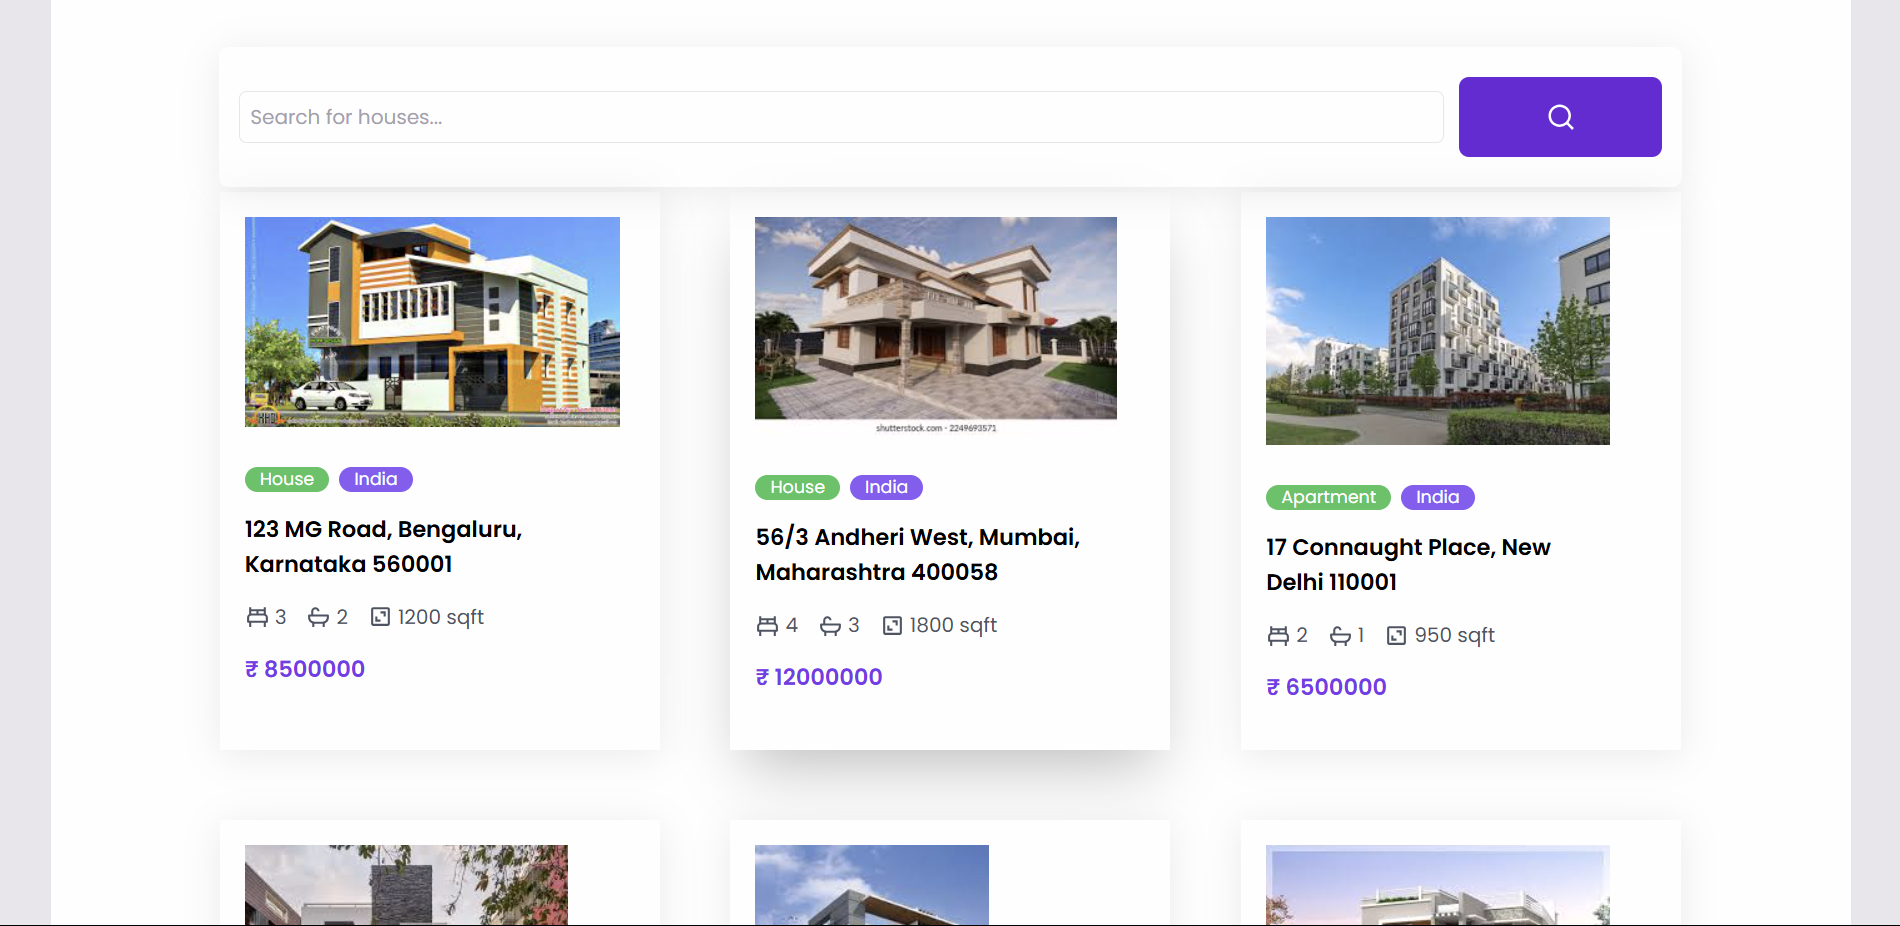 Search for houses...
shutterstock.com · 2249693571
House India
123 MG Road, Bengaluru,
Karnataka 560001
3 2 1200 sqft
₹ 8500000
House India
56/3 Andheri West, Mumbai,
Maharashtra 400058
4 3 1800 sqft
₹ 12000000
Apartment India
17 Connaught Place, New
Delhi 110001
2 1 950 sqft
₹ 6500000